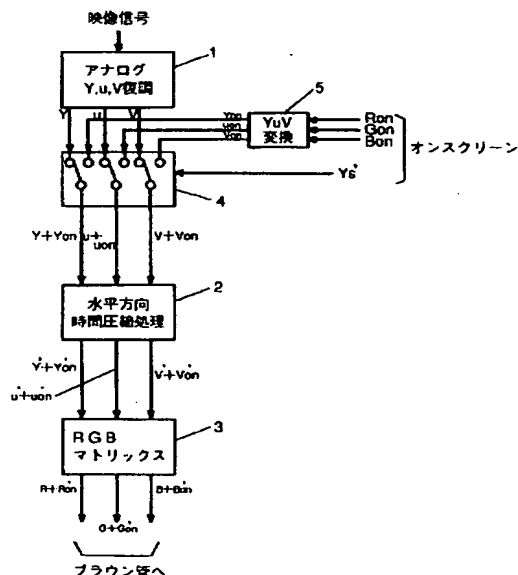 映像信号
1
アナログ
Y,u,V復調
Y
u
V
Yon
uon
Von
5
YuV
変換
Ron
Gon
Bon
オンスクリーン
Ys
4
Y+Yon
u+
uon
V+Von
2
水平方向
時間圧縮処理
Y+Yon
u+uon
V+Von
3
RGB
マトリックス
R+Ron
G+Gon
B+Bon
ブラウン管へ